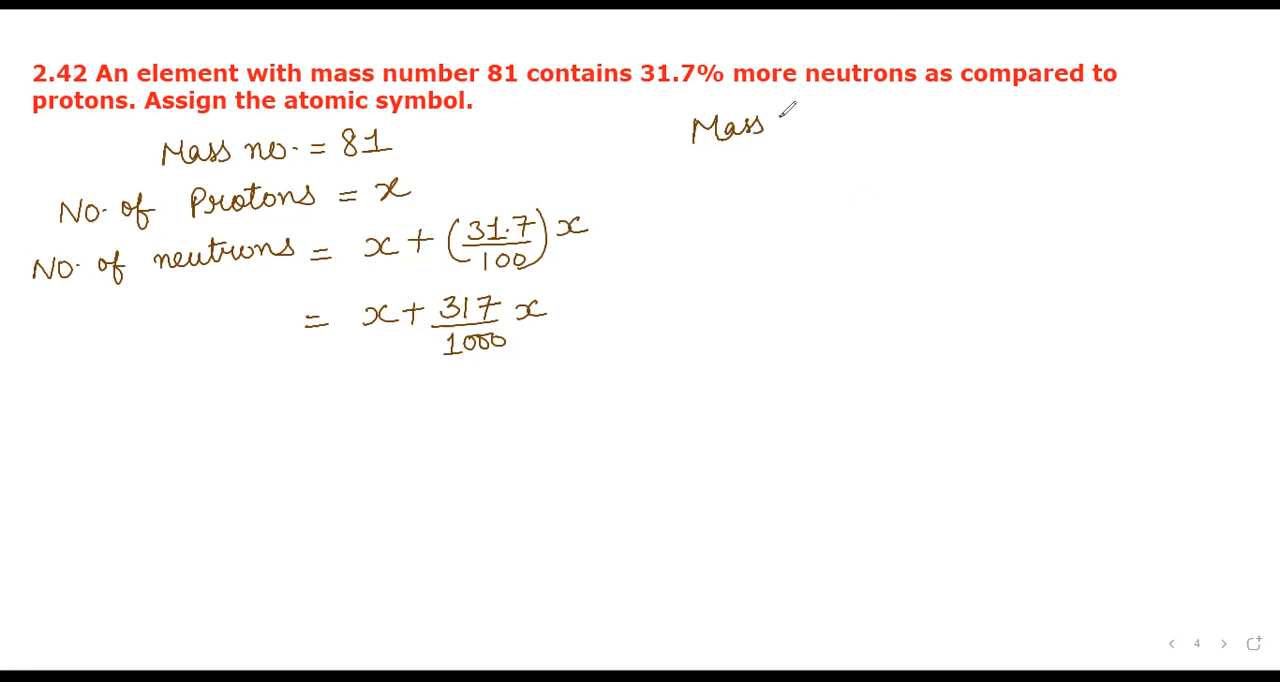 2.42 An element with mass number 81 contains 31.7% more neutrons as compared to
protons. Assign the atomic symbol.
Mass no. = 81
No. of Protons = x
No. of neutrons = x + (31.7/100) x
= x + 317/1000 x
Mass
4